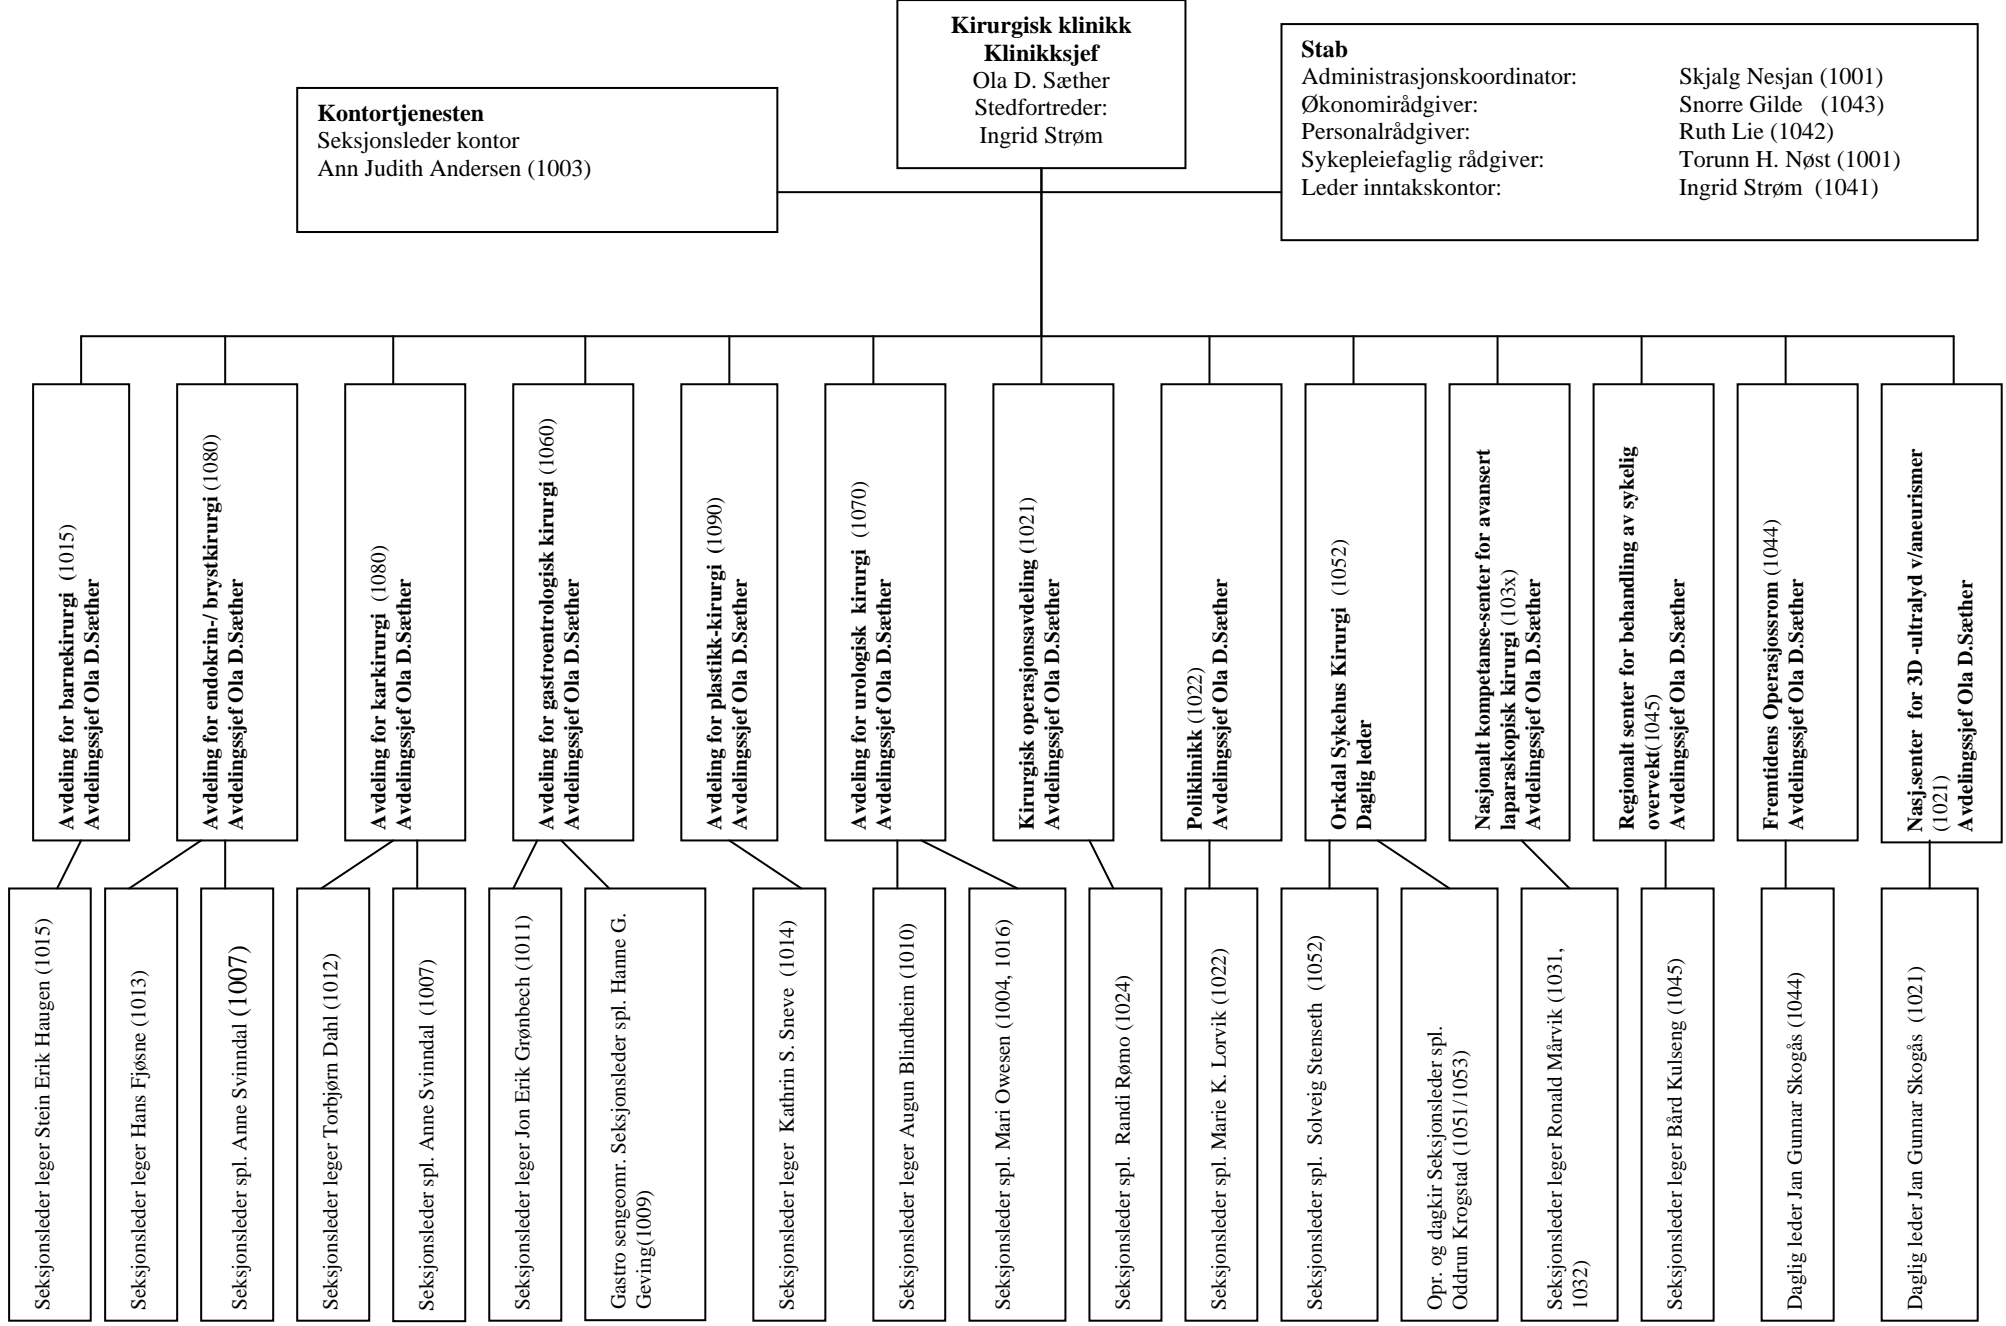 Kirurgisk klinikk
Klinikksjef
Ola D. Sæther
Stedfortreder:
Ingrid Strøm
Kontortjenesten
Seksjonsleder kontor
Ann Judith Andersen (1003)
Stab
Administrasjonskoordinator: Skjalg Nesjan (1001)
Økonomirådgiver: Snorre Gilde (1043)
Personalrådgiver: Ruth Lie (1042)
Sykepleiefaglig rådgiver: Torunn H. Nøst (1001)
Leder inntakskontor: Ingrid Strøm (1041)
Avdeling for barnekirurgi (1015)
Avdelingssjef Ola D.Sæther
Avdeling for endokrin-/ brystkirurgi (1080)
Avdelingssjef Ola D.Sæther
Avdeling for karkirurgi (1080)
Avdelingssjef Ola D.Sæther
Avdeling for gastroentrologisk kirurgi (1060)
Avdelingssjef Ola D.Sæther
Avdeling for plastikk-kirurgi (1090)
Avdelingssjef Ola D.Sæther
Avdeling for urologisk kirurgi (1070)
Avdelingssjef Ola D.Sæther
Kirurgisk operasjonsavdeling (1021)
Avdelingssjef Ola D.Sæther
Poliklinikk (1022)
Avdelingssjef Ola D.Sæther
Orkdal Sykehus Kirurgi (1052)
Daglig leder
Nasjonalt kompetanse-senter for avansert
laparaskopisk kirurgi (103x)
Avdelingssjef Ola D.Sæther
Regionalt senter for behandling av sykelig
overvekt(1045)
Avdelingssjef Ola D.Sæther
Fremtidens Operasjossrom (1044)
Avdelingssjef Ola D.Sæther
Nasj.senter for 3D -ultralyd v/aneurismer
(1021)
Avdelingssjef Ola D.Sæther
Seksjonsleder leger Stein Erik Haugen (1015)
Seksjonsleder leger Hans Fjøsne (1013)
Seksjonsleder spl. Anne Svinndal (1007)
Seksjonsleder leger Torbjørn Dahl (1012)
Seksjonsleder spl. Anne Svinndal (1007)
Seksjonsleder leger Jon Erik Grønbech (1011)
Gastro sengeomr. Seksjonsleder spl. Hanne G.
Geving(1009)
Seksjonsleder leger Kathrin S. Sneve (1014)
Seksjonsleder leger Augun Blindheim (1010)
Seksjonsleder spl. Mari Owesen (1004, 1016)
Seksjonsleder spl. Randi Rømo (1024)
Seksjonsleder spl. Marie K. Lorvik (1022)
Seksjonsleder spl. Solveig Stenseth (1052)
Opr. og dagkir Seksjonsleder spl.
Oddrun Krogstad (1051/1053)
Seksjonsleder leger Ronald Mårvik (1031,
1032)
Seksjonsleder leger Bård Kulseng (1045)
Daglig leder Jan Gunnar Skogås (1044)
Daglig leder Jan Gunnar Skogås (1021)